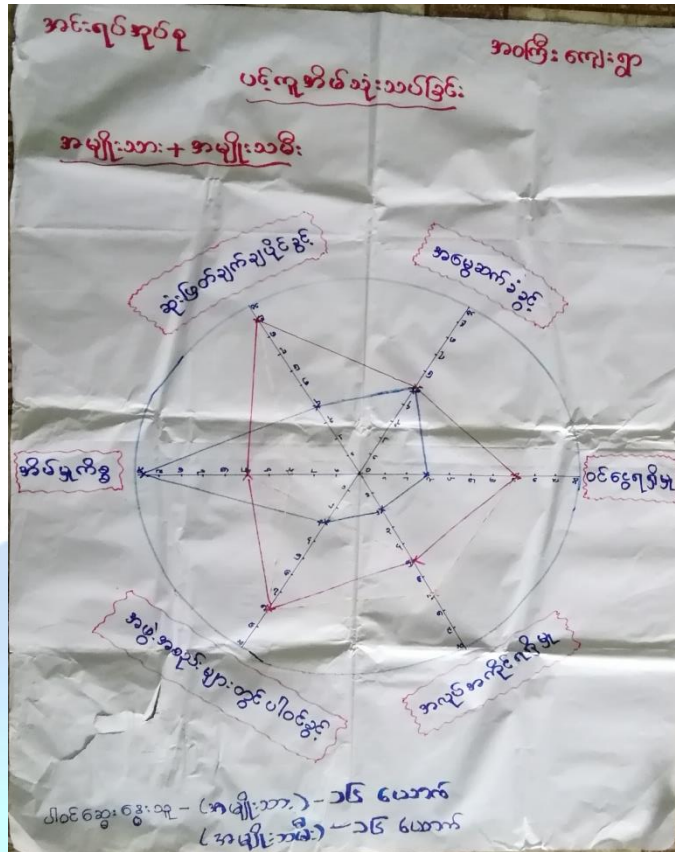 အင်းရပ်အုပ်စု
အဝကြီး ကျေးရွာ
ပင့်ကူအိမ်သုံးသပ်ခြင်း
အမျိုးသား + အမျိုးသမီး
ဆုံးဖြတ်ချက်ချပိုင်ခွင့်
အမွေဆက်ခံခွင့်
အိမ်မှုကိစ္စ
ဝင်ငွေရရှိမှု
အဖွဲ့အစည်းများတွင် ပါဝင်ခွင့်
အလုပ်အကိုင်ရရှိမှု
ပါဝင်ဆွေးနွေးသူ - (အမျိုးသား) - ၁၆ ယောက်
(အမျိုးသမီး) - ၁၆ ယောက်